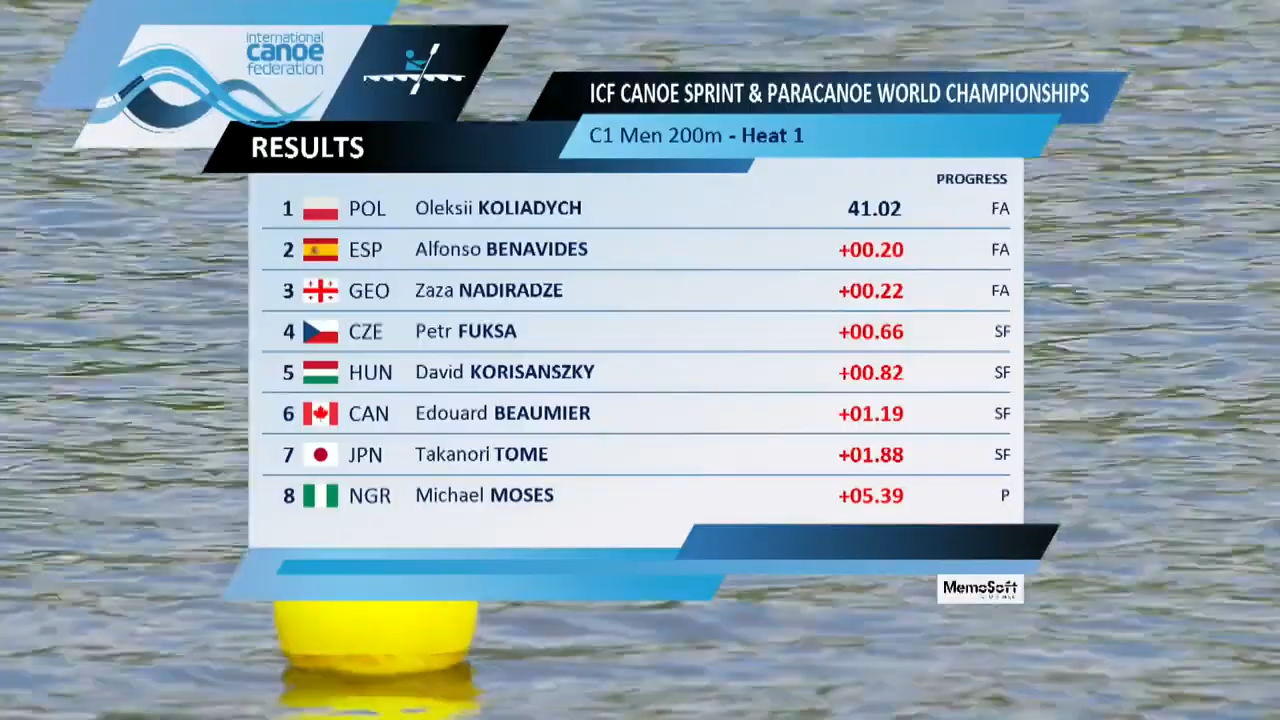 international
canoe
federation
ICF CANOE SPRINT & PARACANOE WORLD CHAMPIONSHIPS
C1 Men 200m - Heat 1
RESULTS
PROGRESS
1 POL Oleksii KOLIADYCH 41.02 FA
2 ESP Alfonso BENAVIDES +00.20 FA
3 GEO Zaza NADIRADZE +00.22 FA
4 CZE Petr FUKSA +00.66 SF
5 HUN David KORISANSZKY +00.82 SF
6 CAN Edouard BEAUMIER +01.19 SF
7 JPN Takanori TOME +01.88 SF
8 NGR Michael MOSES +05.39 P
MemoSoft